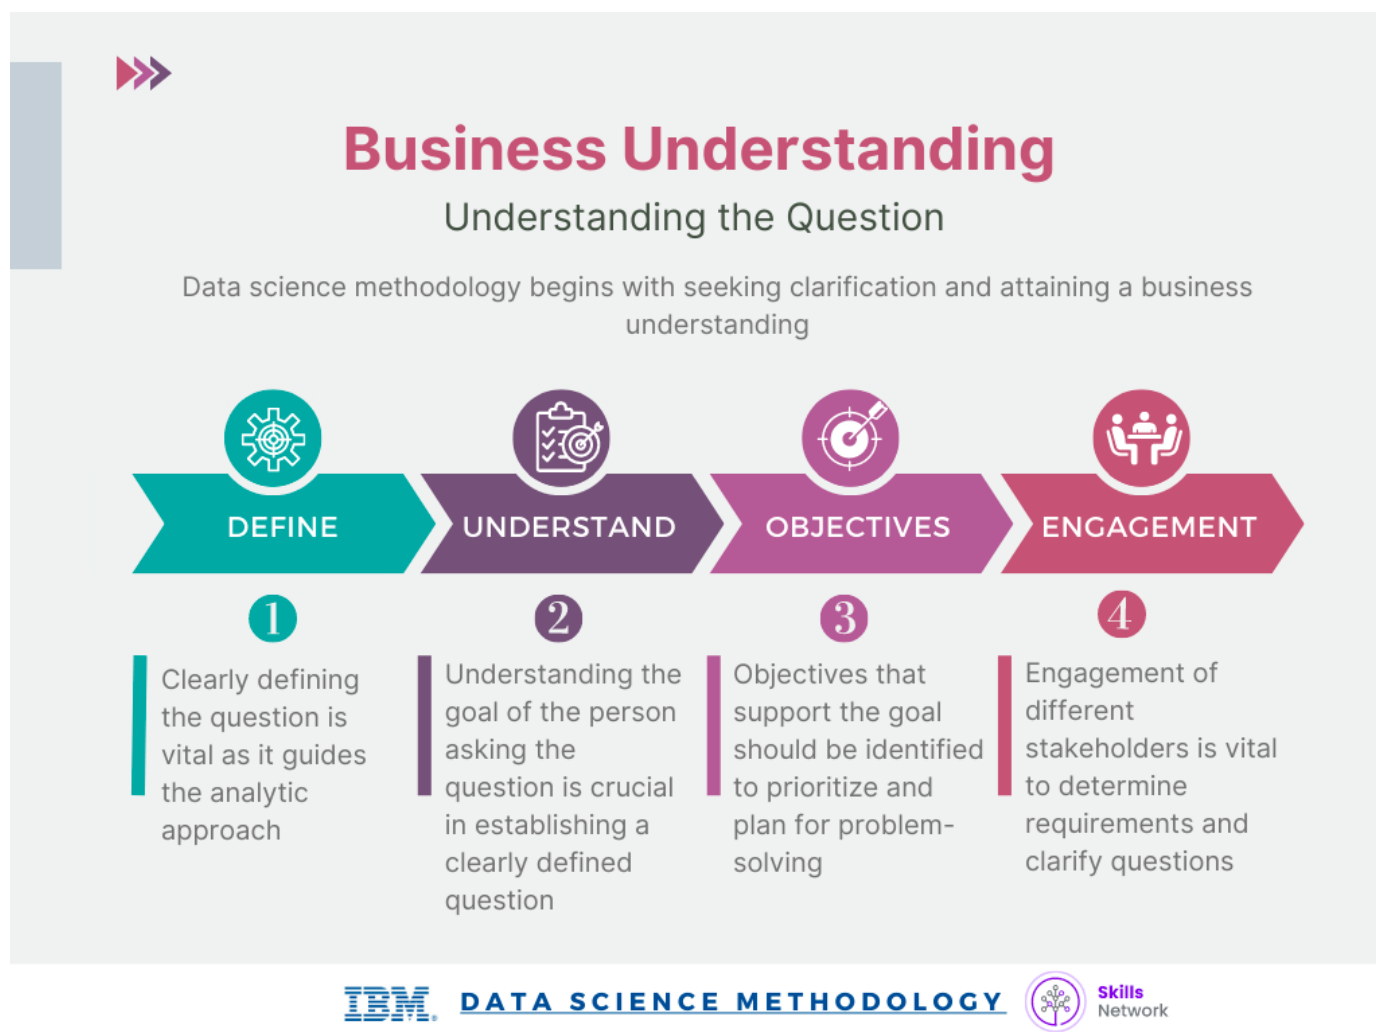 Business Understanding
Understanding the Question
Data science methodology begins with seeking clarification and attaining a business
understanding
DEFINE
UNDERSTAND
OBJECTIVES
ENGAGEMENT
1
Clearly defining
the question is
vital as it guides
the analytic
approach
2
Understanding the
goal of the person
asking the
question is crucial
in establishing a
clearly defined
question
3
Objectives that
support the goal
should be identified
to prioritize and
plan for problem-
solving
4
Engagement of
different
stakeholders is vital
to determine
requirements and
clarify questions
IBM® DATA SCIENCE METHODOLOGY
Skills
Network